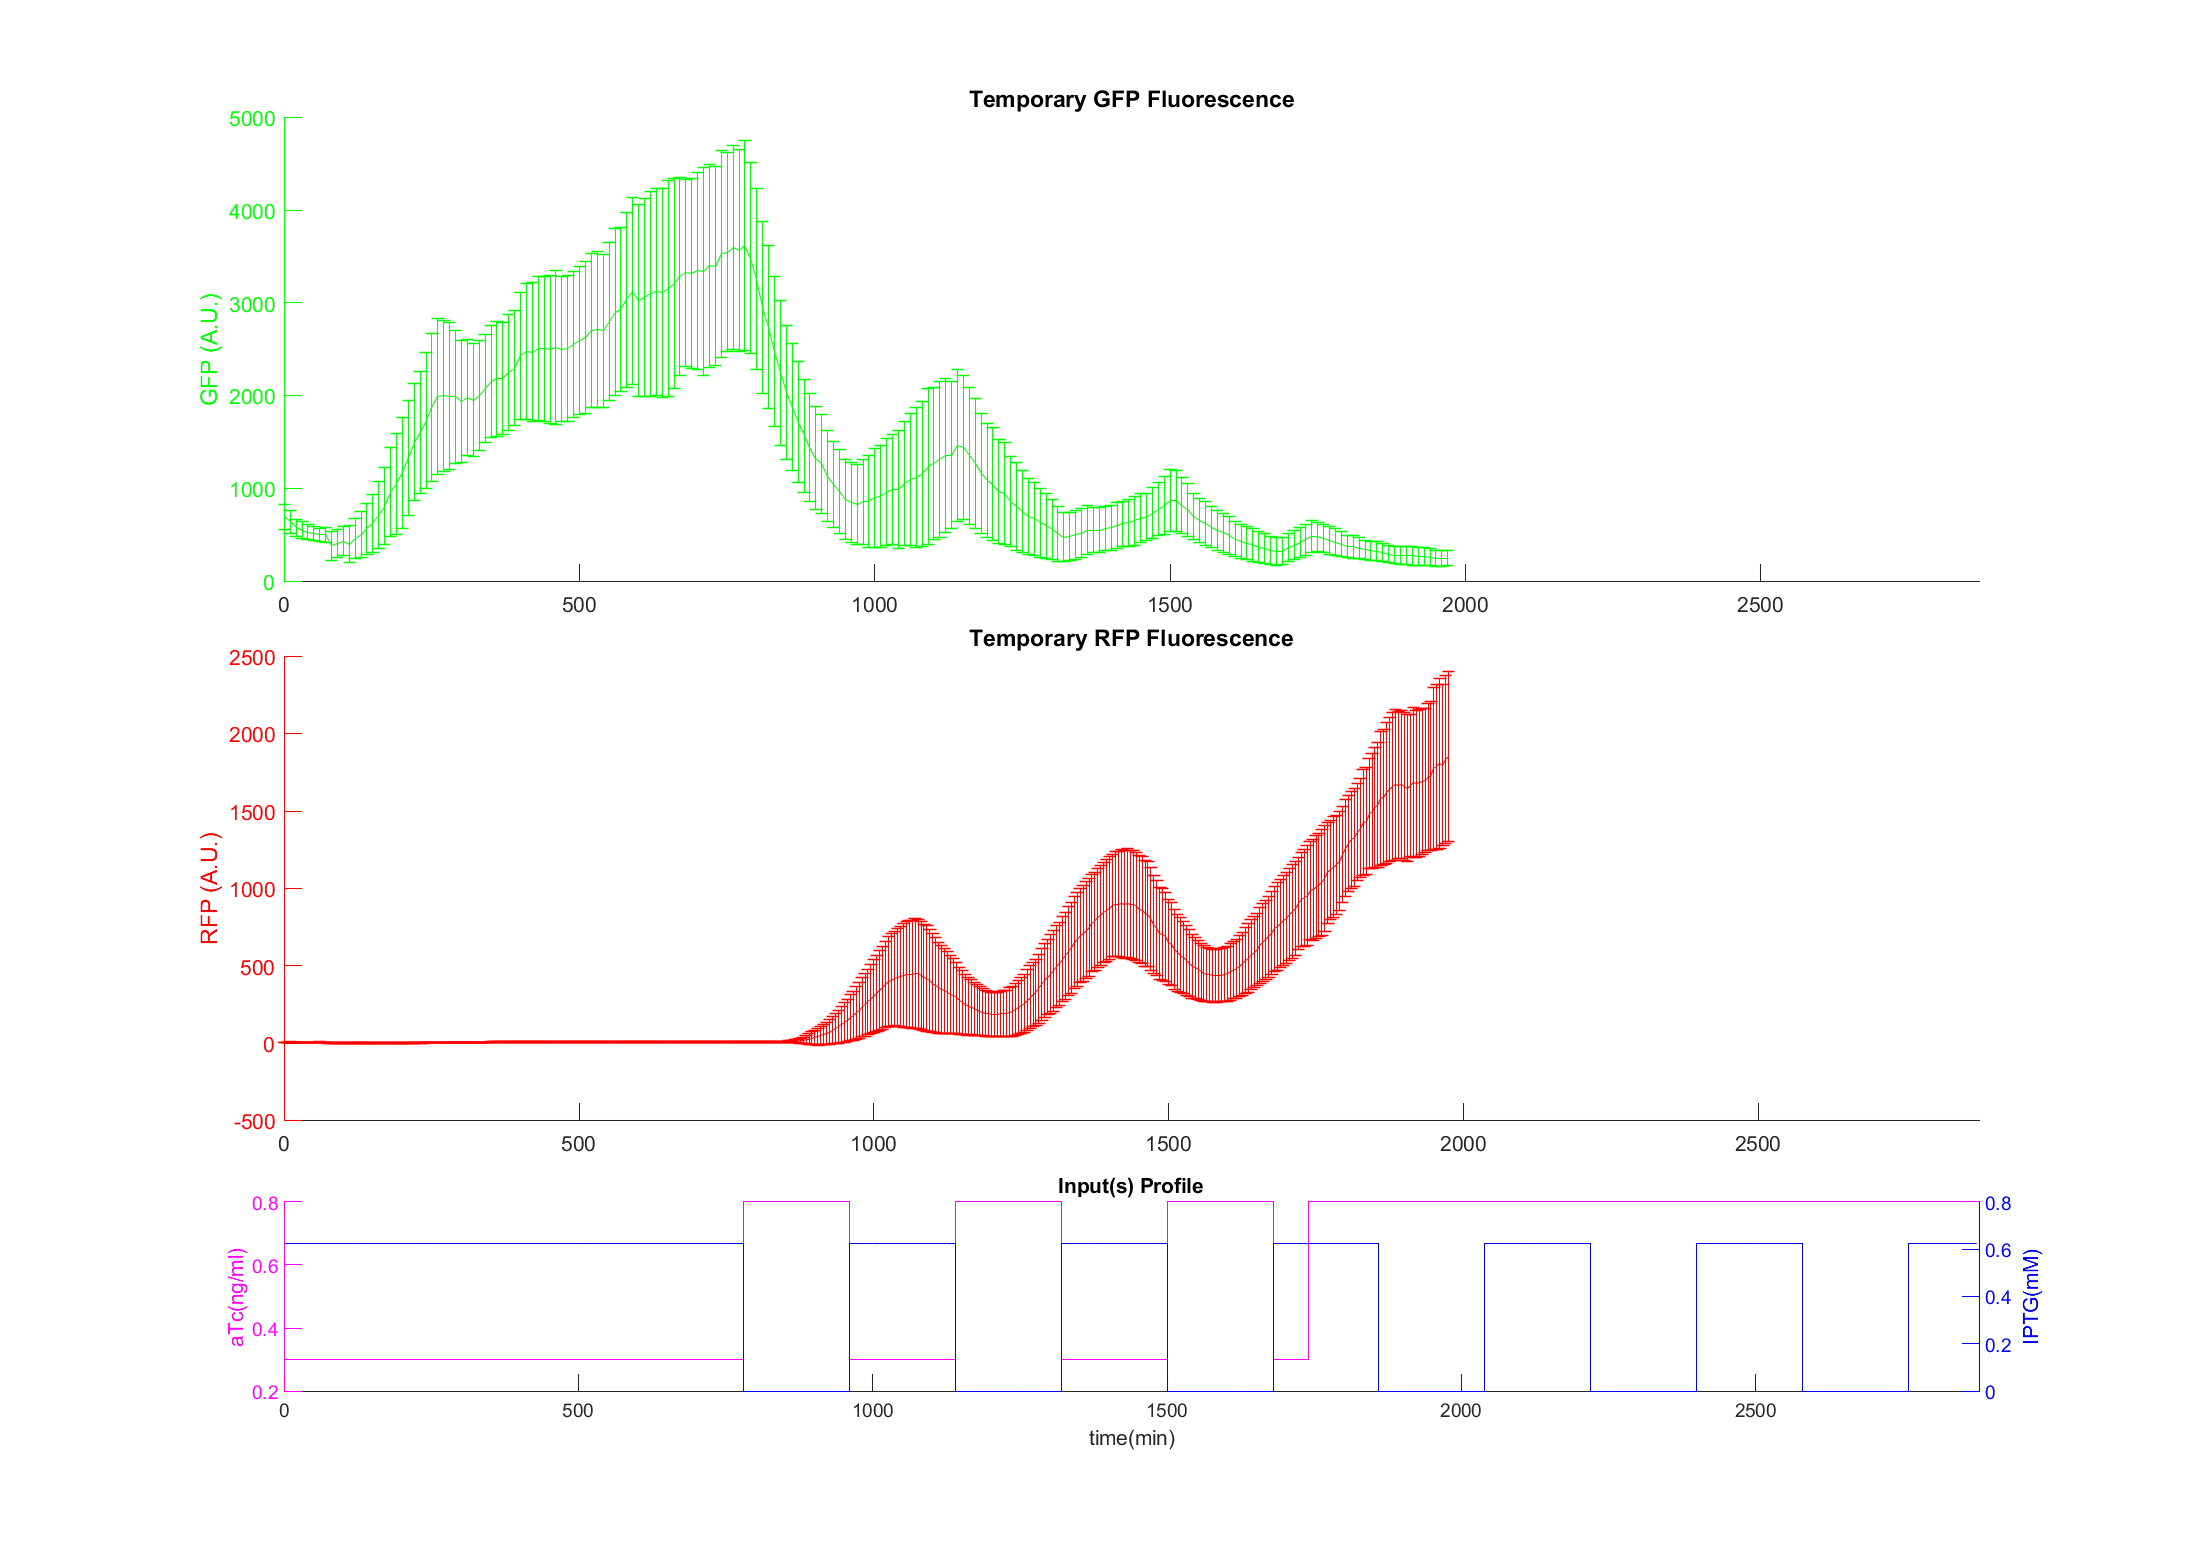 Temporary GFP Fluorescence
5000
4000
3000
2000
1000
0
GFP (A.U.)
0 500 1000 1500 2000 2500
Temporary RFP Fluorescence
2500
2000
1500
1000
500
0
-500
RFP (A.U.)
0 500 1000 1500 2000 2500
Input(s) Profile
0.8
0.6
0.4
0.2
aTc(ng/ml)
0.8
0.6
0.4
0.2
0
IPTG(mM)
0 500 1000 1500 2000 2500
time(min)